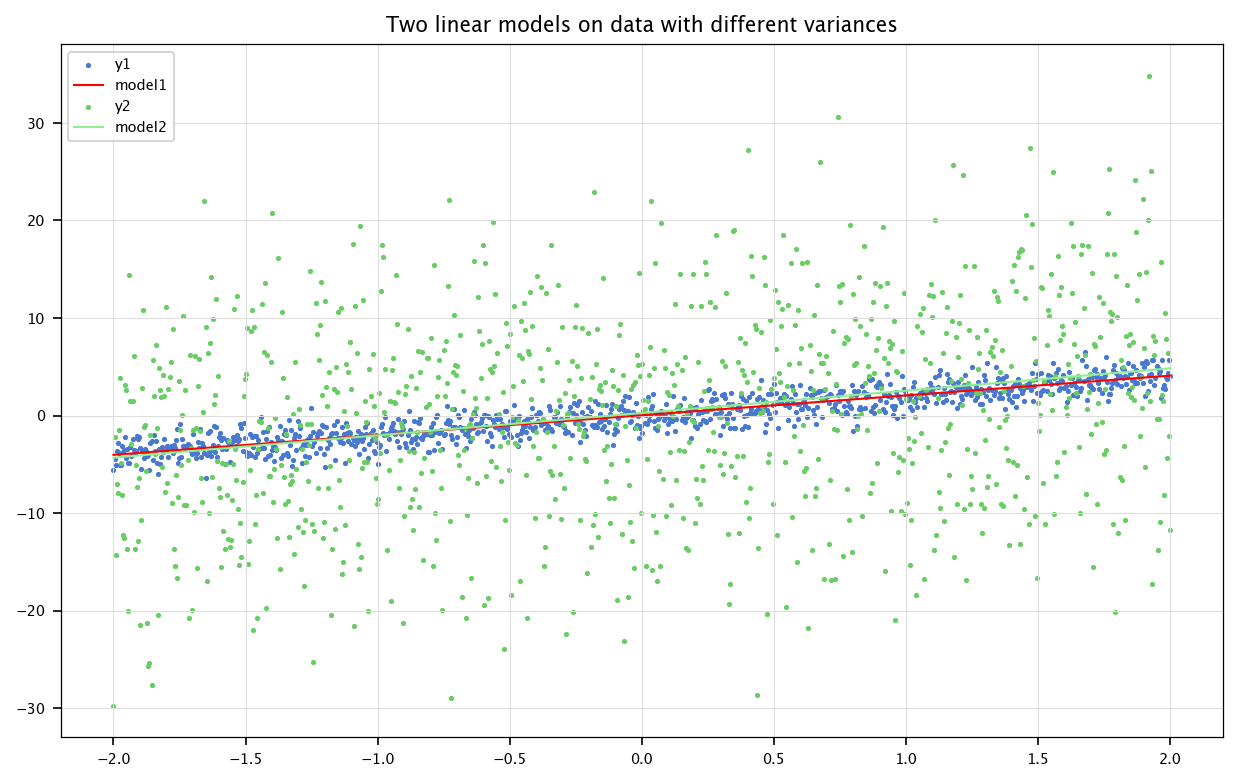 Two linear models on data with different variances
y1
model1
y2
model2
30
20
10
0
−10
−20
−30
−2.0 −1.5 −1.0 −0.5 0.0 0.5 1.0 1.5 2.0